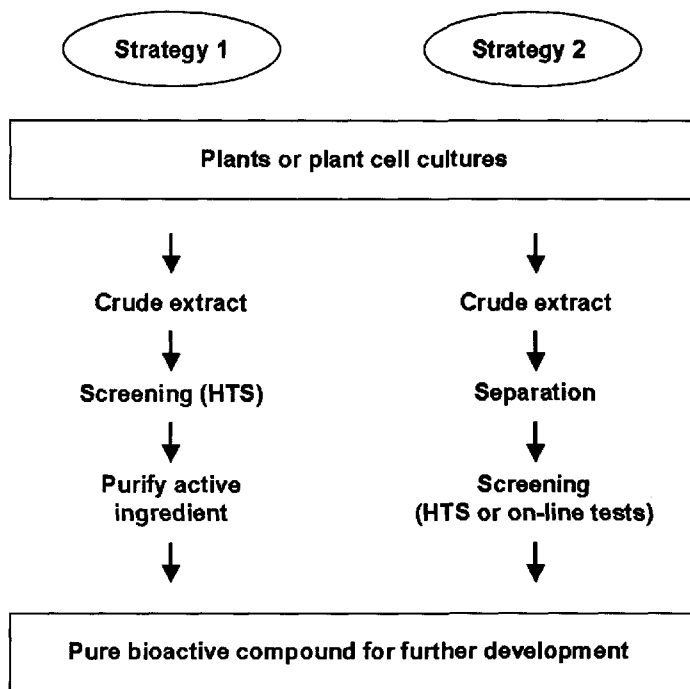 Strategy 1
Strategy 2
Plants or plant cell cultures
Crude extract
Crude extract
Screening (HTS)
Separation
Purify active
ingredient
Screening
(HTS or on-line tests)
Pure bioactive compound for further development